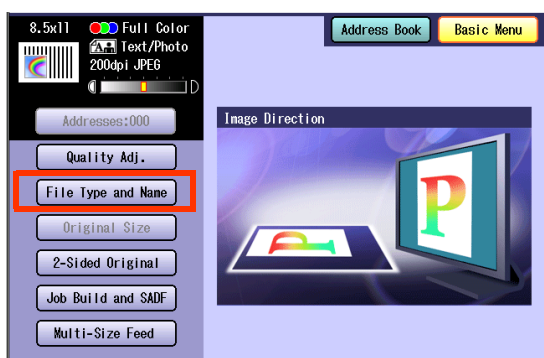 8.5x11 Full Color
A Text/Photo
200dpi JPEG
Address Book
Basic Menu
Addresses:000
Quality Adj.
File Type and Name
Original Size
2-Sided Original
Job Build and SADF
Multi-Size Feed
Image Direction
P
P